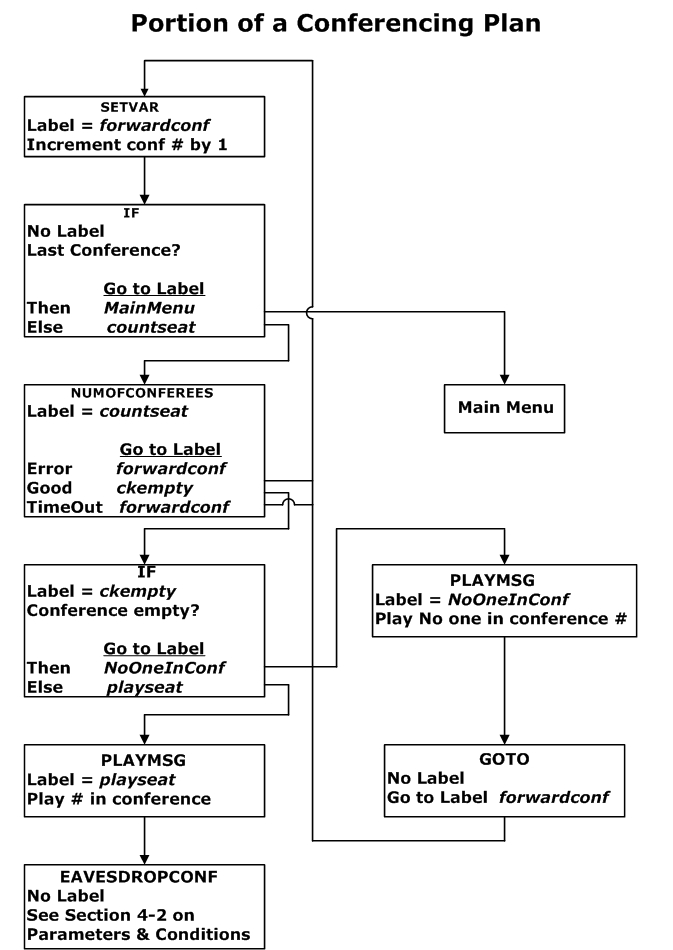 Portion of a Conferencing Plan
SETVAR
Label = forwardconf
Increment conf # by 1
IF
No Label
Last Conference?
Go to Label
Then MainMenu
Else countseat
NUMOFCONFEREES
Label = countseat
Go to Label
Error forwardconf
Good ckempty
TimeOut forwardconf
Main Menu
IF
Label = ckempty
Conference empty?
Go to Label
Then NoOneInConf
Else playseat
PLAYMSG
Label = NoOneInConf
Play No one in conference #
PLAYMSG
Label = playseat
Play # in conference
GOTO
No Label
Go to Label forwardconf
EAVESDROPCONF
No Label
See Section 4-2 on
Parameters & Conditions